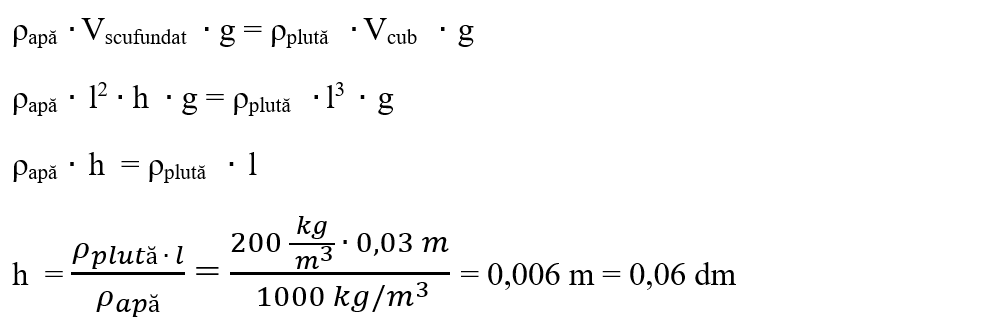 ρapă · Vscufundat · g = ρplută · Vcub · g
ρapă · l² · h · g = ρplută · l³ · g
ρapă · h = ρplută · l
h = ρplută · l / ρapă = 200 kg/m³ · 0,03 m / 1000 kg/m³ = 0,006 m = 0,06 dm